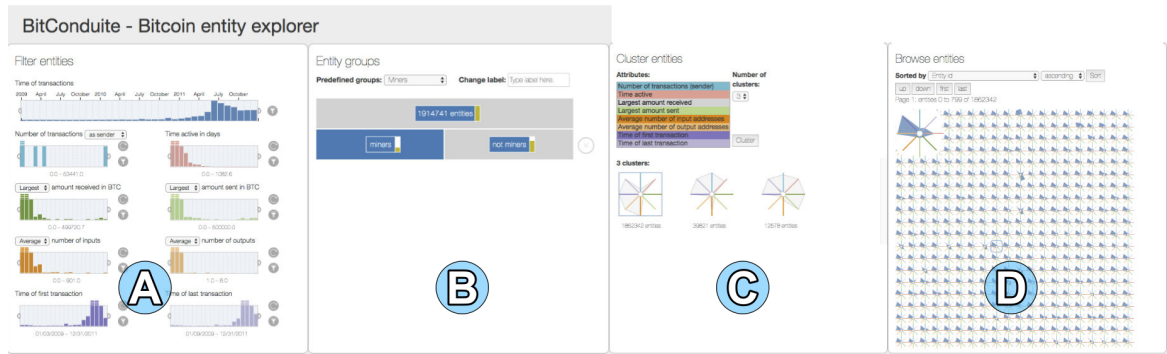 BitConduite - Bitcoin entity explorer
Filter entities
Time of transactions
2009 April July October 2010 April July October 2011 April July October
Number of transactions as sender
Time active in days
0.0 - 53441.0
0.0 - 1082.6
Largest amount received in BTC
Largest amount sent in BTC
0.0 - 499720.7
0.0 - 500000.0
Average number of inputs
Average number of outputs
0.0 - 901.0
1.0 - 6.0
Time of first transaction
Time of last transaction
01/03/2009 - 12/31/2011
01/09/2009 - 12/31/2011
A
Entity groups
Predefined groups: Miners Change label: Type label here
1914741 entities
miners
not miners
B
Cluster entities
Attributes:
Number of clusters:
Number of transactions (sender)
Time active
Largest amount received
Largest amount sent
Average number of input addresses
Average number of output addresses
Time of first transaction
Time of last transaction
3
Cluster
3 clusters:
1862342 entities
39821 entities
12578 entities
C
Browse entities
Sorted by Entity-id ascending Sort
up down first last
Page 1: entities 0 to 799 of 1862342
D